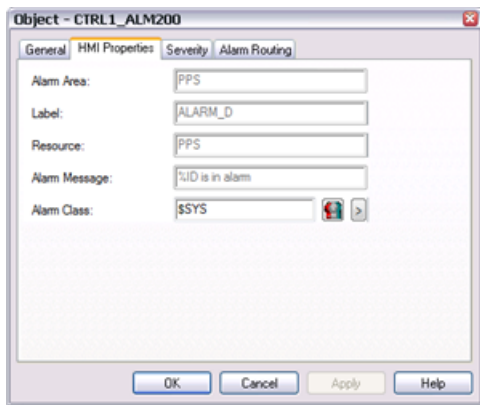 Object - CTRL1_ALM200
General HMI Properties Severity Alarm Routing
Alarm Area: PPS
Label: ALARM_D
Resource: PPS
Alarm Message: %ID is in alarm
Alarm Class: $SYS >
OK Cancel Apply Help